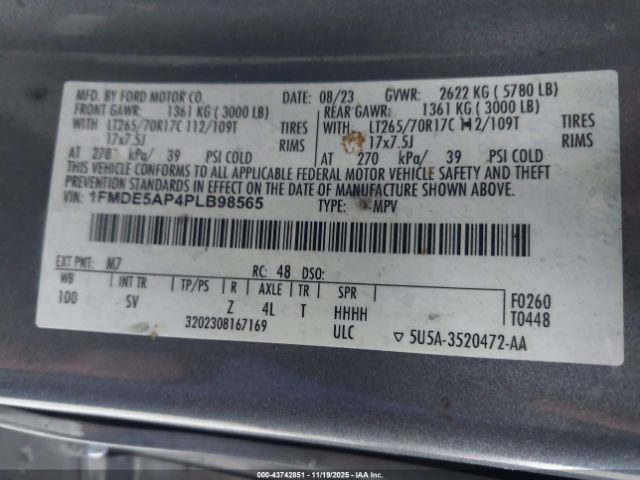 MFD. BY FORD MOTOR CO.
DATE: 08/23 GVWR: 2622 KG ( 5780 LB)
FRONT GAWR: 1361 KG ( 3000 LB)
WITH LT265/70R17C 112/109T TIRES
17x7.5J RIMS
AT 270 kPa/ 39 PSI COLD
REAR GAWR: 1361 KG ( 3000 LB)
WITH LT265/70R17C 112/109T TIRES
17x7.5J RIMS
AT 270 kPa/ 39 PSI COLD
THIS VEHICLE CONFORMS TO ALL APPLICABLE FEDERAL MOTOR VEHICLE SAFETY AND THEFT
PREVENTION STANDARDS IN EFFECT ON THE DATE OF MANUFACTURE SHOWN ABOVE.
VIN: 1FMDE5AP4PLB98565 TYPE: MPV
EXT PNT: M7 RC: 48 DSO:
WB INT TR TP/PS R AXLE TR SPR
100 SV Z 4L T HHHH
3202308167169 ULC
F0260
T0448
▽ 5U5A-3520472-AA
000-43742851 - 11/19/2025 - IAAHolding, LLC